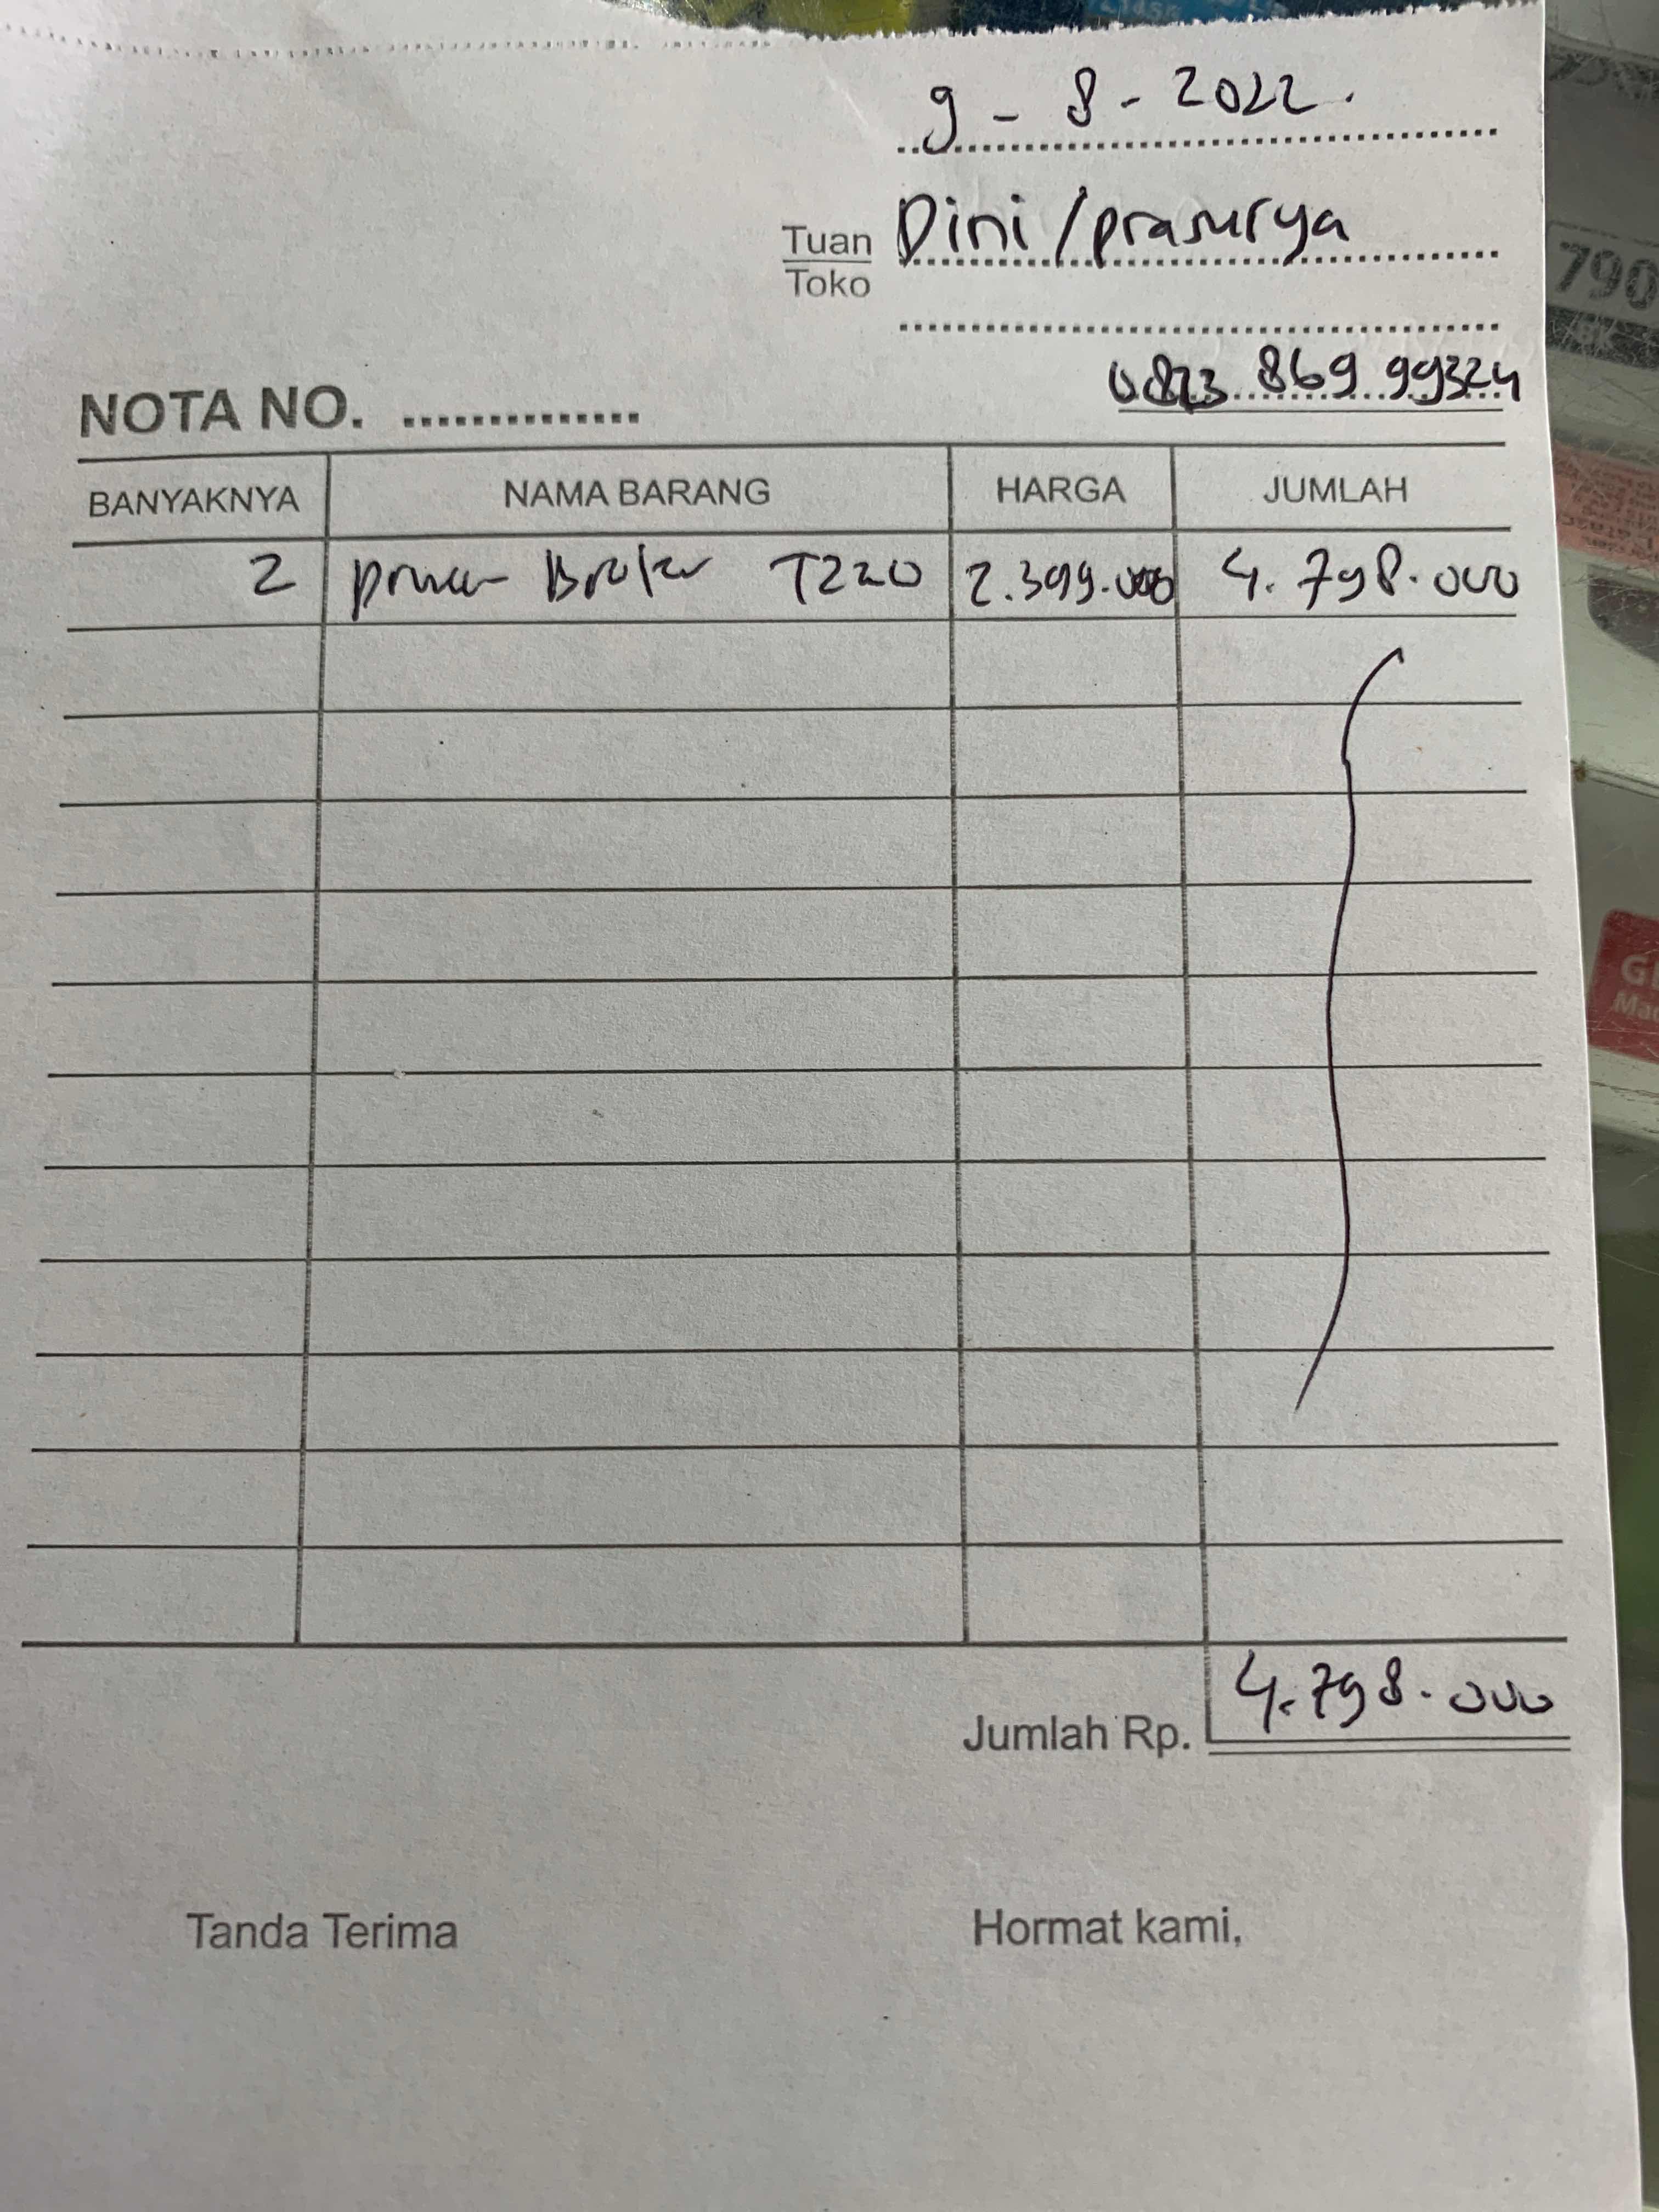 9 - 8 - 2022.
Tuan Dini / prasurya
Toko
0823 869 99324
NOTA NO. ..............
BANYAKNYA NAMA BARANG HARGA JUMLAH
2 T220 2.399.000 4.798.000
Jumlah Rp. 4.798.000
Tanda Terima Hormat kami,
790